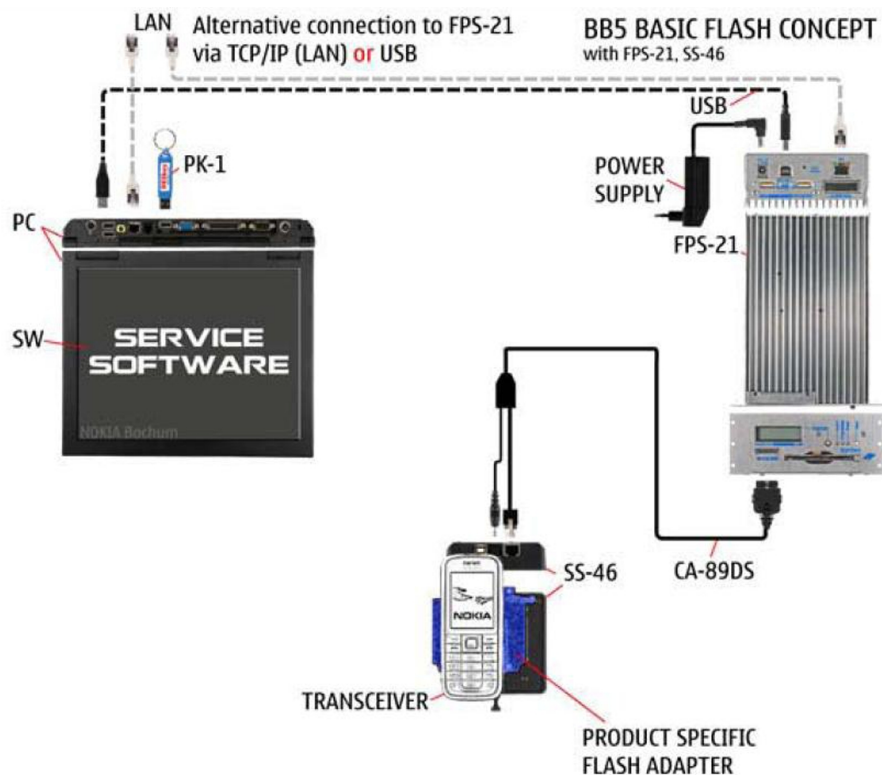 LAN
Alternative connection to FPS-21
via TCP/IP (LAN) or USB
BB5 BASIC FLASH CONCEPT
with FPS-21, SS-46
USB
PK-1
POWER
SUPPLY
PC
FPS-21
SW
SERVICE
SOFTWARE
NOKIA Bochum
SS-46
CA-89DS
NOKIA
TRANSCEIVER
PRODUCT SPECIFIC
FLASH ADAPTER